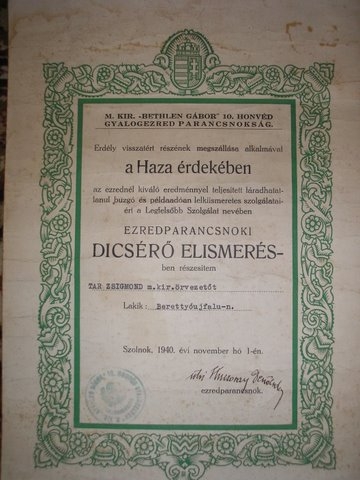 M. KIR. „BETHLEN GÁBOR" 10. HONVÉD
GYALOGEZRED PARANCSNOKSÁG.
Erdély visszatért részének megszállása alkalmával
a Haza érdekében
az ezrednél kiváló eredménnyel teljesített fáradhatat-
lanul buzgó és példaadóan lelkiismeretes szolgálatai-
ért a Legfelsőbb Szolgálat nevében
EZREDPARANCSNOKI
DICSÉRŐ ELISMERÉS-
ben részesítem
TAR ZSIGMOND m.kir.őrvezetőt
Lakik: Berettyóujfalu-n.
Szolnok, 1940. évi november hó 1-én.
ezredparancsnok.